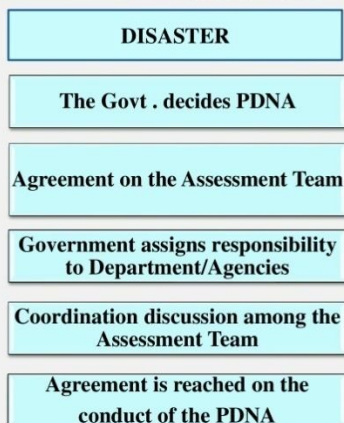 DISASTER
The Govt . decides PDNA
Agreement on the Assessment Team
Government assigns responsibility
to Department/Agencies
Coordination discussion among the
Assessment Team
Agreement is reached on the
conduct of the PDNA